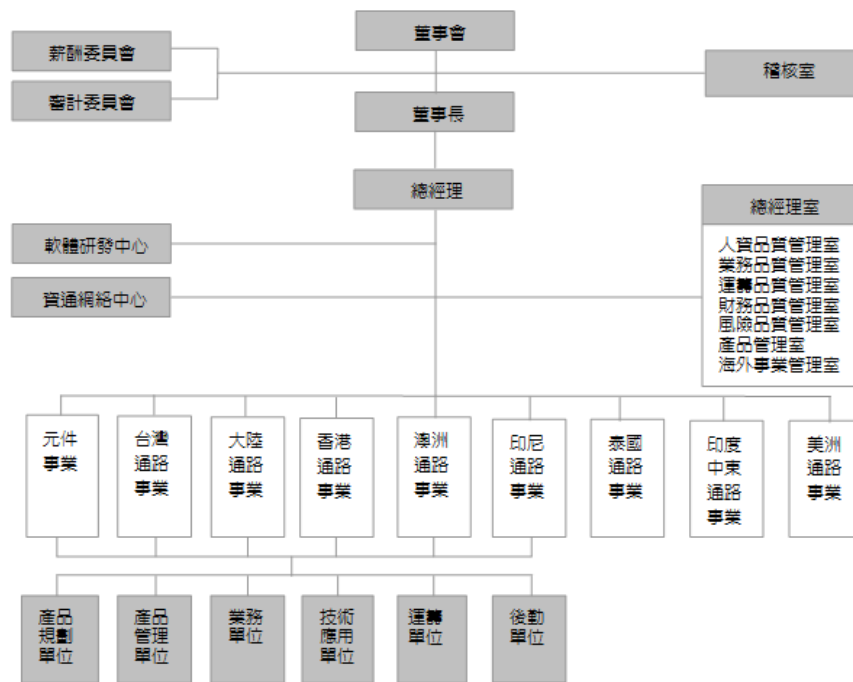 董事會
薪酬委員會
審計委員會
稽核室
董事長
總經理
軟體研發中心
資通網絡中心
總經理室
人資品質管理室
業務品質管理室
運籌品質管理室
財務品質管理室
風險品質管理室
產品管理室
海外事業管理室
元件
事業
台灣
通路
事業
大陸
通路
事業
香港
通路
事業
澳洲
通路
事業
印尼
通路
事業
泰國
通路
事業
印度
中東
通路
事業
美洲
通路
事業
產品
規劃
單位
產品
管理
單位
業務
單位
技術
應用
單位
運籌
單位
後勤
單位